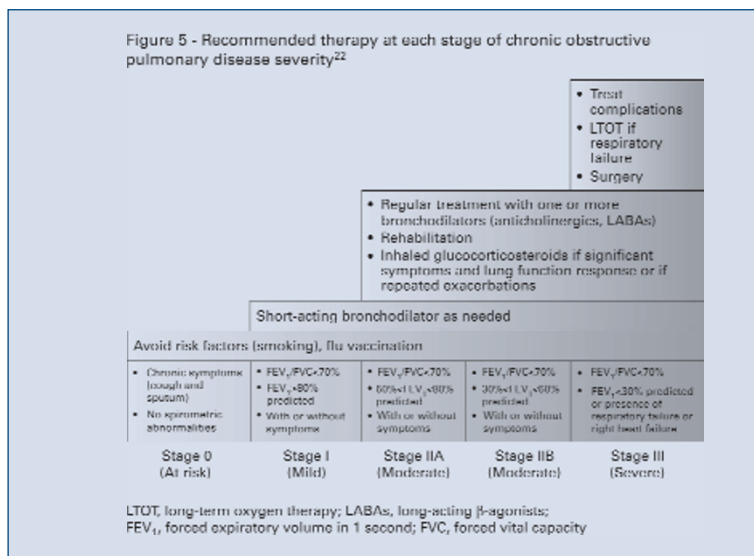 Figure 5 - Recommended therapy at each stage of chronic obstructive
pulmonary disease severity²²
• Treat
complications
• LTOT if
respiratory
failure
• Surgery
• Regular treatment with one or more
bronchodilators (anticholinergics, LABAs)
• Rehabilitation
• Inhaled glucocorticosteroids if significant
symptoms and lung function response or if
repeated exacerbations
Short-acting bronchodilator as needed
Avoid risk factors (smoking), flu vaccination
• Chronic symptoms
(cough and
sputum)
• No spirometric
abnormalities
• FEV₁/FVC<70%
• predicted
• With or without
symptoms
• FEV₁/FVC<70%
• predicted
• With or without
symptoms
• FEV₁/FVC<70%
• predicted
• With or without
symptoms
• FEV₁/FVC<70%
• FEV₁<30% predicted
or presence of
respiratory failure or
right heart failure
Stage 0
(At risk)
Stage I
(Mild)
Stage IIA
(Moderate)
Stage IIB
(Moderate)
Stage III
(Severe)
LTOT, long-term oxygen therapy; LABAs, long-acting β-agonists;
FEV₁, forced expiratory volume in 1 second; FVC, forced vital capacity